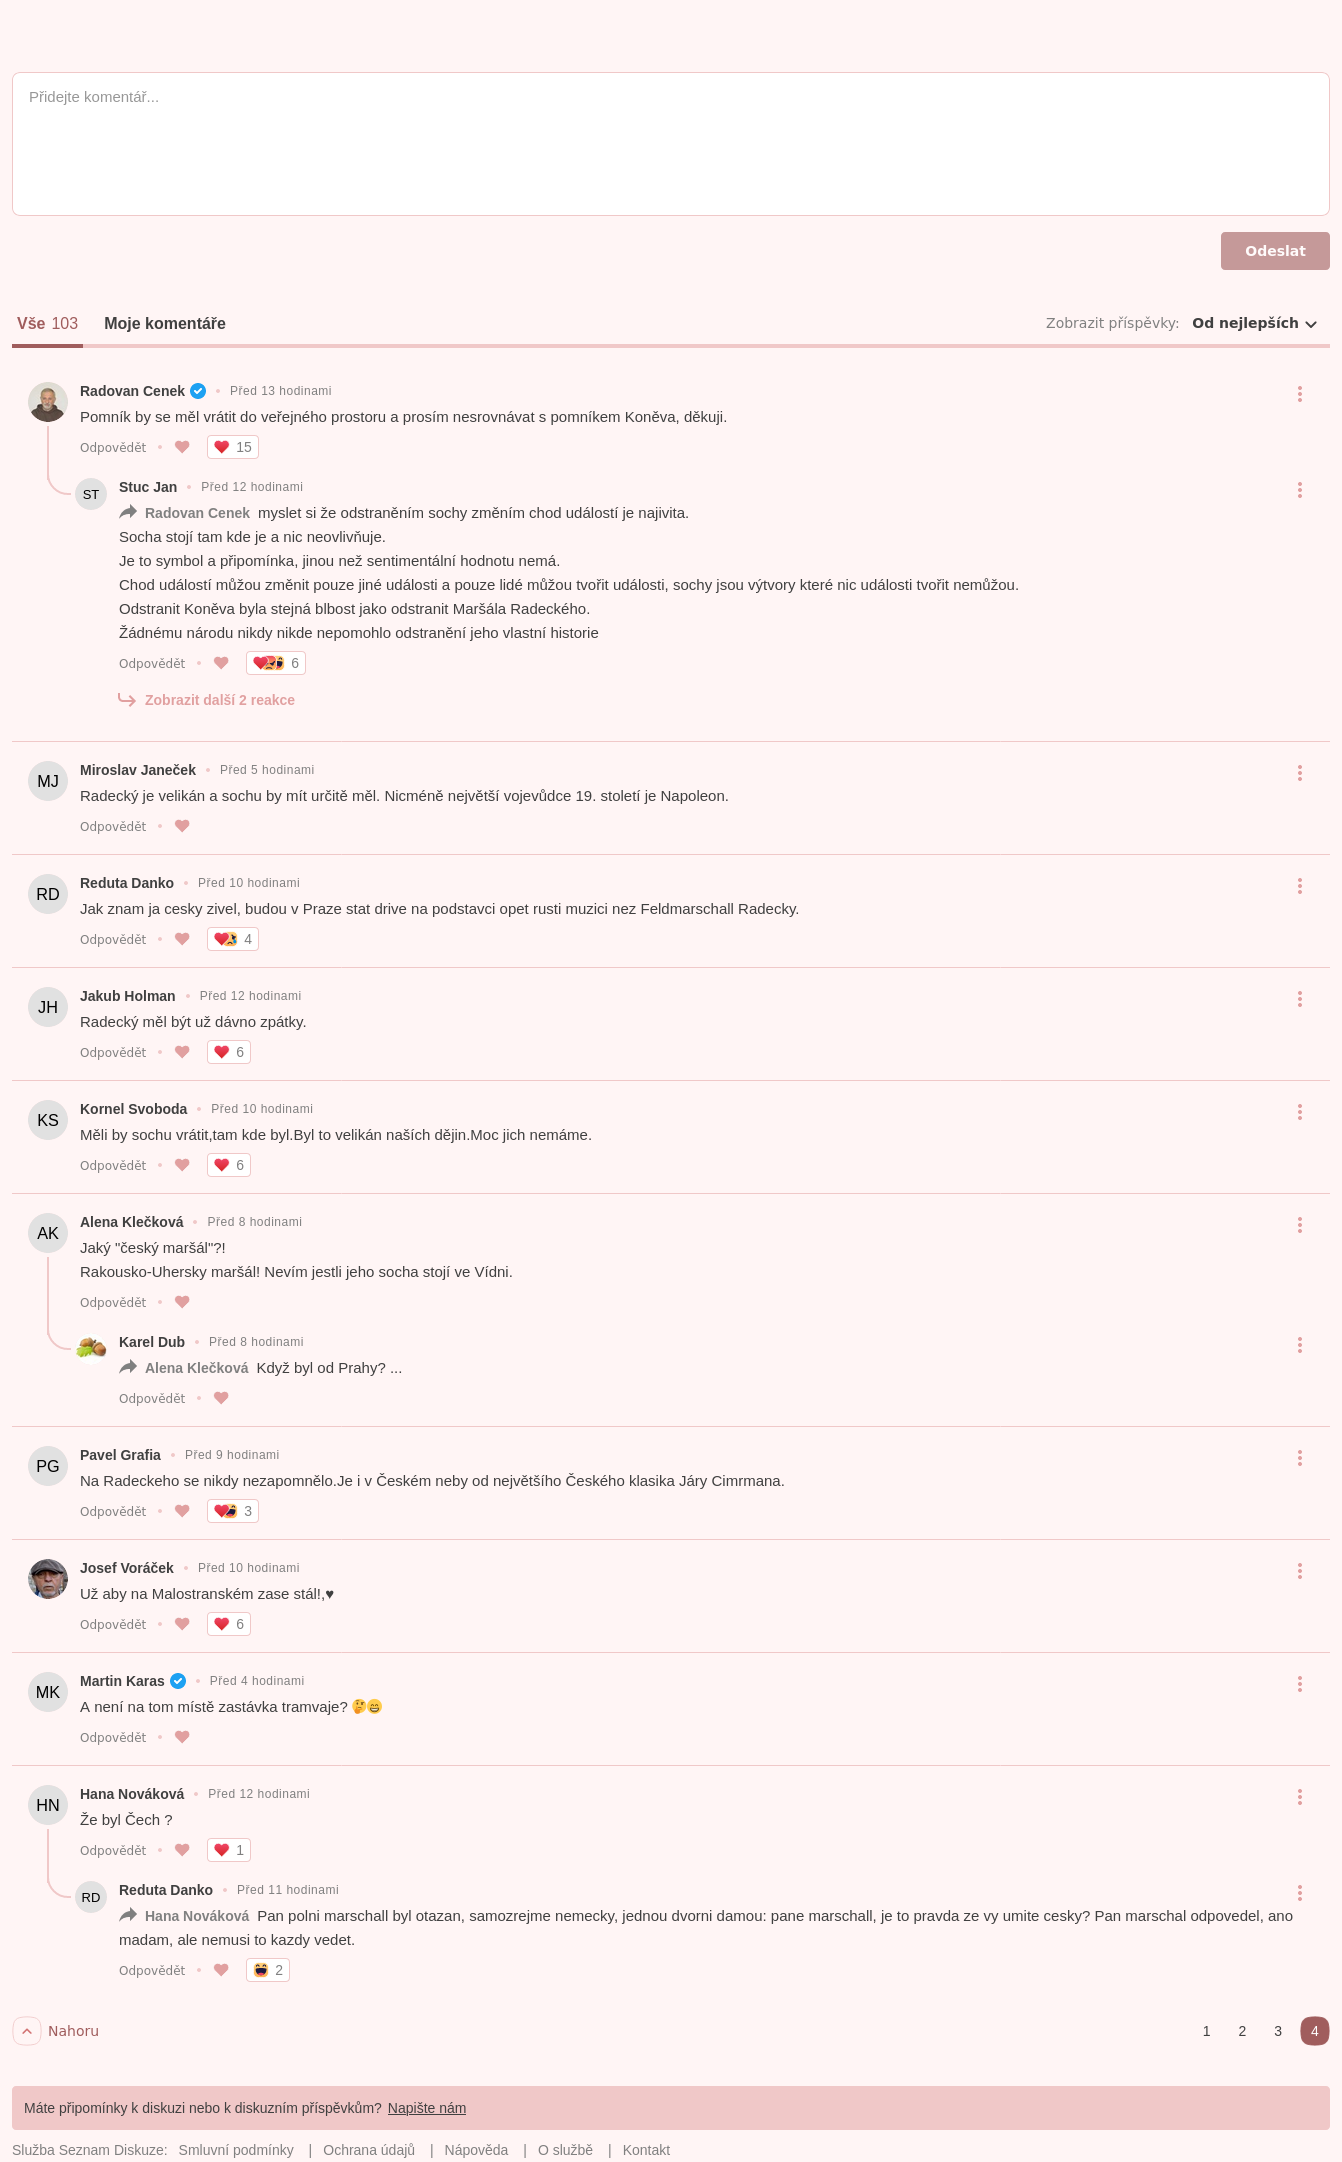 Přidejte komentář...
Odeslat
Vše 103 Moje komentáře Zobrazit příspěvky: Od nejlepších
Radovan Cenek • Před 13 hodinami
Pomník by se měl vrátit do veřejného prostoru a prosím nesrovnávat s pomníkem Koněva, děkuji.
Odpovědět • 15
ST Stuc Jan • Před 12 hodinami
Radovan Cenek myslet si že odstraněním sochy změním chod událostí je najivita.
Socha stojí tam kde je a nic neovlivňuje.
Je to symbol a připomínka, jinou než sentimentální hodnotu nemá.
Chod událostí můžou změnit pouze jiné události a pouze lidé můžou tvořit události, sochy jsou výtvory které nic události tvořit nemůžou.
Odstranit Koněva byla stejná blbost jako odstranit Maršála Radeckého.
Žádnému národu nikdy nikde nepomohlo odstranění jeho vlastní historie
Odpovědět • 6
Zobrazit další 2 reakce
MJ Miroslav Janeček • Před 5 hodinami
Radecký je velikán a sochu by mít určitě měl. Nicméně největší vojevůdce 19. století je Napoleon.
Odpovědět •
RD Reduta Danko • Před 10 hodinami
Jak znam ja cesky zivel, budou v Praze stat drive na podstavci opet rusti muzici nez Feldmarschall Radecky.
Odpovědět • 4
JH Jakub Holman • Před 12 hodinami
Radecký měl být už dávno zpátky.
Odpovědět • 6
KS Kornel Svoboda • Před 10 hodinami
Měli by sochu vrátit,tam kde byl.Byl to velikán naších dějin.Moc jich nemáme.
Odpovědět • 6
AK Alena Klečková • Před 8 hodinami
Jaký "český maršál"?!
Rakousko-Uhersky maršál! Nevím jestli jeho socha stojí ve Vídni.
Odpovědět •
Karel Dub • Před 8 hodinami
Alena Klečková Když byl od Prahy? ...
Odpovědět •
PG Pavel Grafia • Před 9 hodinami
Na Radeckeho se nikdy nezapomnělo.Je i v Českém neby od největšího Českého klasika Járy Cimrmana.
Odpovědět • 3
Josef Voráček • Před 10 hodinami
Už aby na Malostranském zase stál!,♥
Odpovědět • 6
MK Martin Karas • Před 4 hodinami
A není na tom místě zastávka tramvaje? 🤔😄
Odpovědět •
HN Hana Nováková • Před 12 hodinami
Že byl Čech ?
Odpovědět • 1
RD Reduta Danko • Před 11 hodinami
Hana Nováková Pan polni marschall byl otazan, samozrejme nemecky, jednou dvorni damou: pane marschall, je to pravda ze vy umite cesky? Pan marschal odpovedel, ano
madam, ale nemusi to kazdy vedet.
Odpovědět • 2
Nahoru 1 2 3 4
Máte připomínky k diskuzi nebo k diskuzním příspěvkům? Napište nám
Služba Seznam Diskuze: Smluvní podmínky | Ochrana údajů | Nápověda | O službě | Kontakt